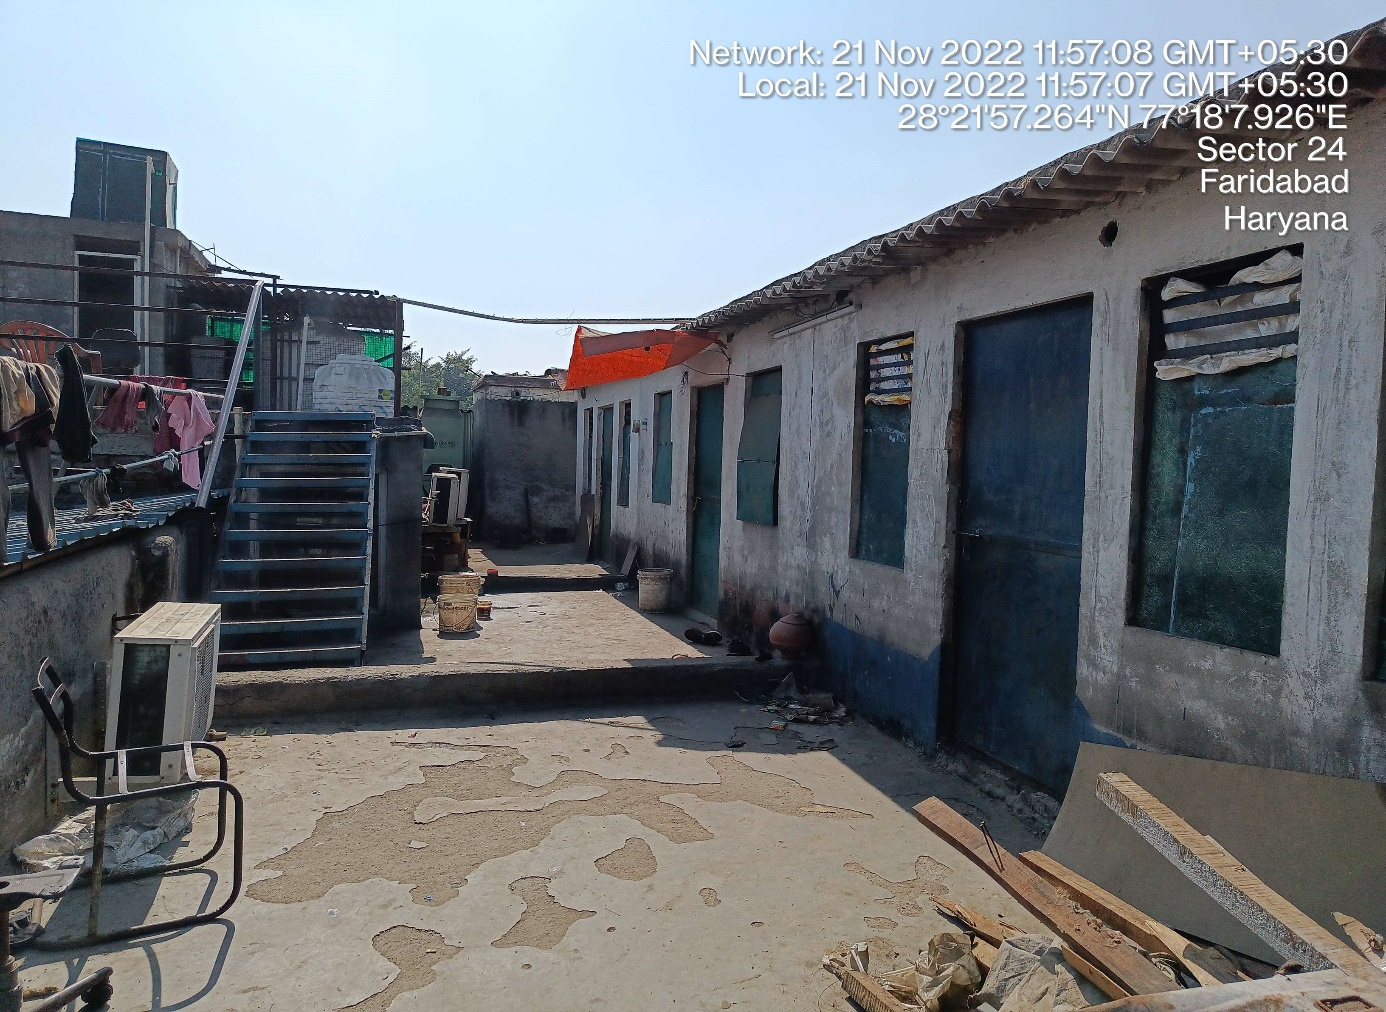 Network: 21 Nov 2022 11:57:08 GMT+05:30
Local: 21 Nov 2022 11:57:07 GMT+05:30
28°21'57.264"N 77°18'7.926"E
Sector 24
Faridabad
Haryana